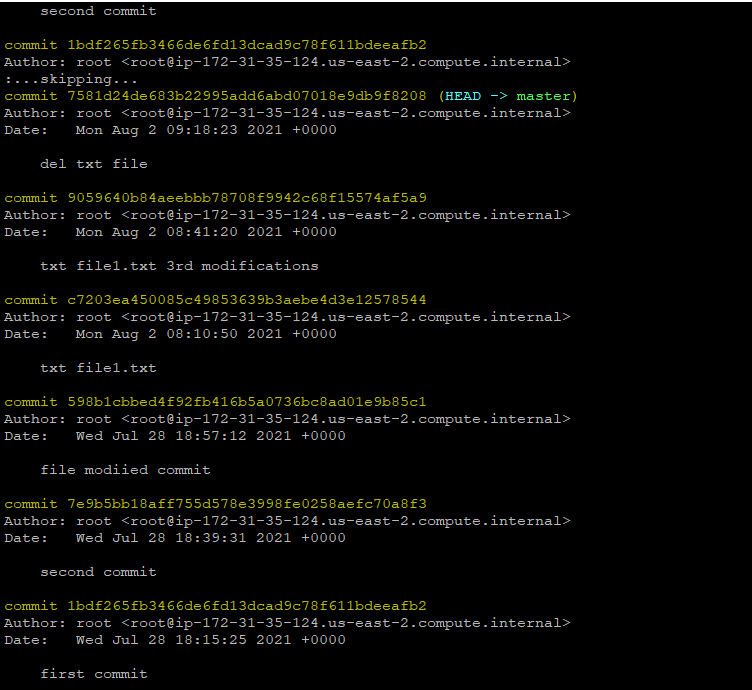 second commit
commit 1bdf265fb3466de6fd13dcad9c78f611bdeeafb2
Author: root <root@ip-172-31-35-124.us-east-2.compute.internal>
:...skipping...
commit 7581d24de683b22995add6abd07018e9db9f8208 (HEAD -> master)
Author: root <root@ip-172-31-35-124.us-east-2.compute.internal>
Date:   Mon Aug 2 09:18:23 2021 +0000
del txt file
commit 9059640b84aeebbb78708f9942c68f15574af5a9
Author: root <root@ip-172-31-35-124.us-east-2.compute.internal>
Date:   Mon Aug 2 08:41:20 2021 +0000
txt file1.txt 3rd modifications
commit c7203ea450085c49853639b3aebe4d3e12578544
Author: root <root@ip-172-31-35-124.us-east-2.compute.internal>
Date:   Mon Aug 2 08:10:50 2021 +0000
txt file1.txt
commit 598b1cbbed4f92fb416b5a0736bc8ad01e9b85c1
Author: root <root@ip-172-31-35-124.us-east-2.compute.internal>
Date:   Wed Jul 28 18:57:12 2021 +0000
file modiied commit
commit 7e9b5bb18aff755d578e3998fe0258aefc70a8f3
Author: root <root@ip-172-31-35-124.us-east-2.compute.internal>
Date:   Wed Jul 28 18:39:31 2021 +0000
second commit
commit 1bdf265fb3466de6fd13dcad9c78f611bdeeafb2
Author: root <root@ip-172-31-35-124.us-east-2.compute.internal>
Date:   Wed Jul 28 18:15:25 2021 +0000
first commit